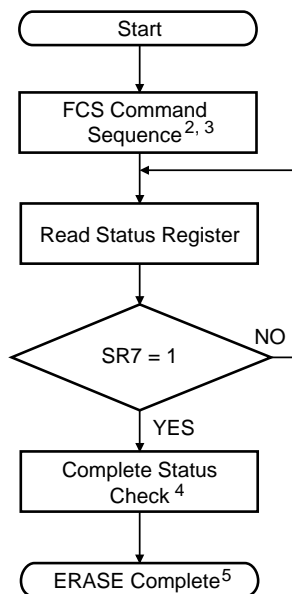 Start
FCS Command
Sequence2, 3
Read Status Register
SR7 = 1
NO
YES
Complete Status
Check 4
ERASE Complete5